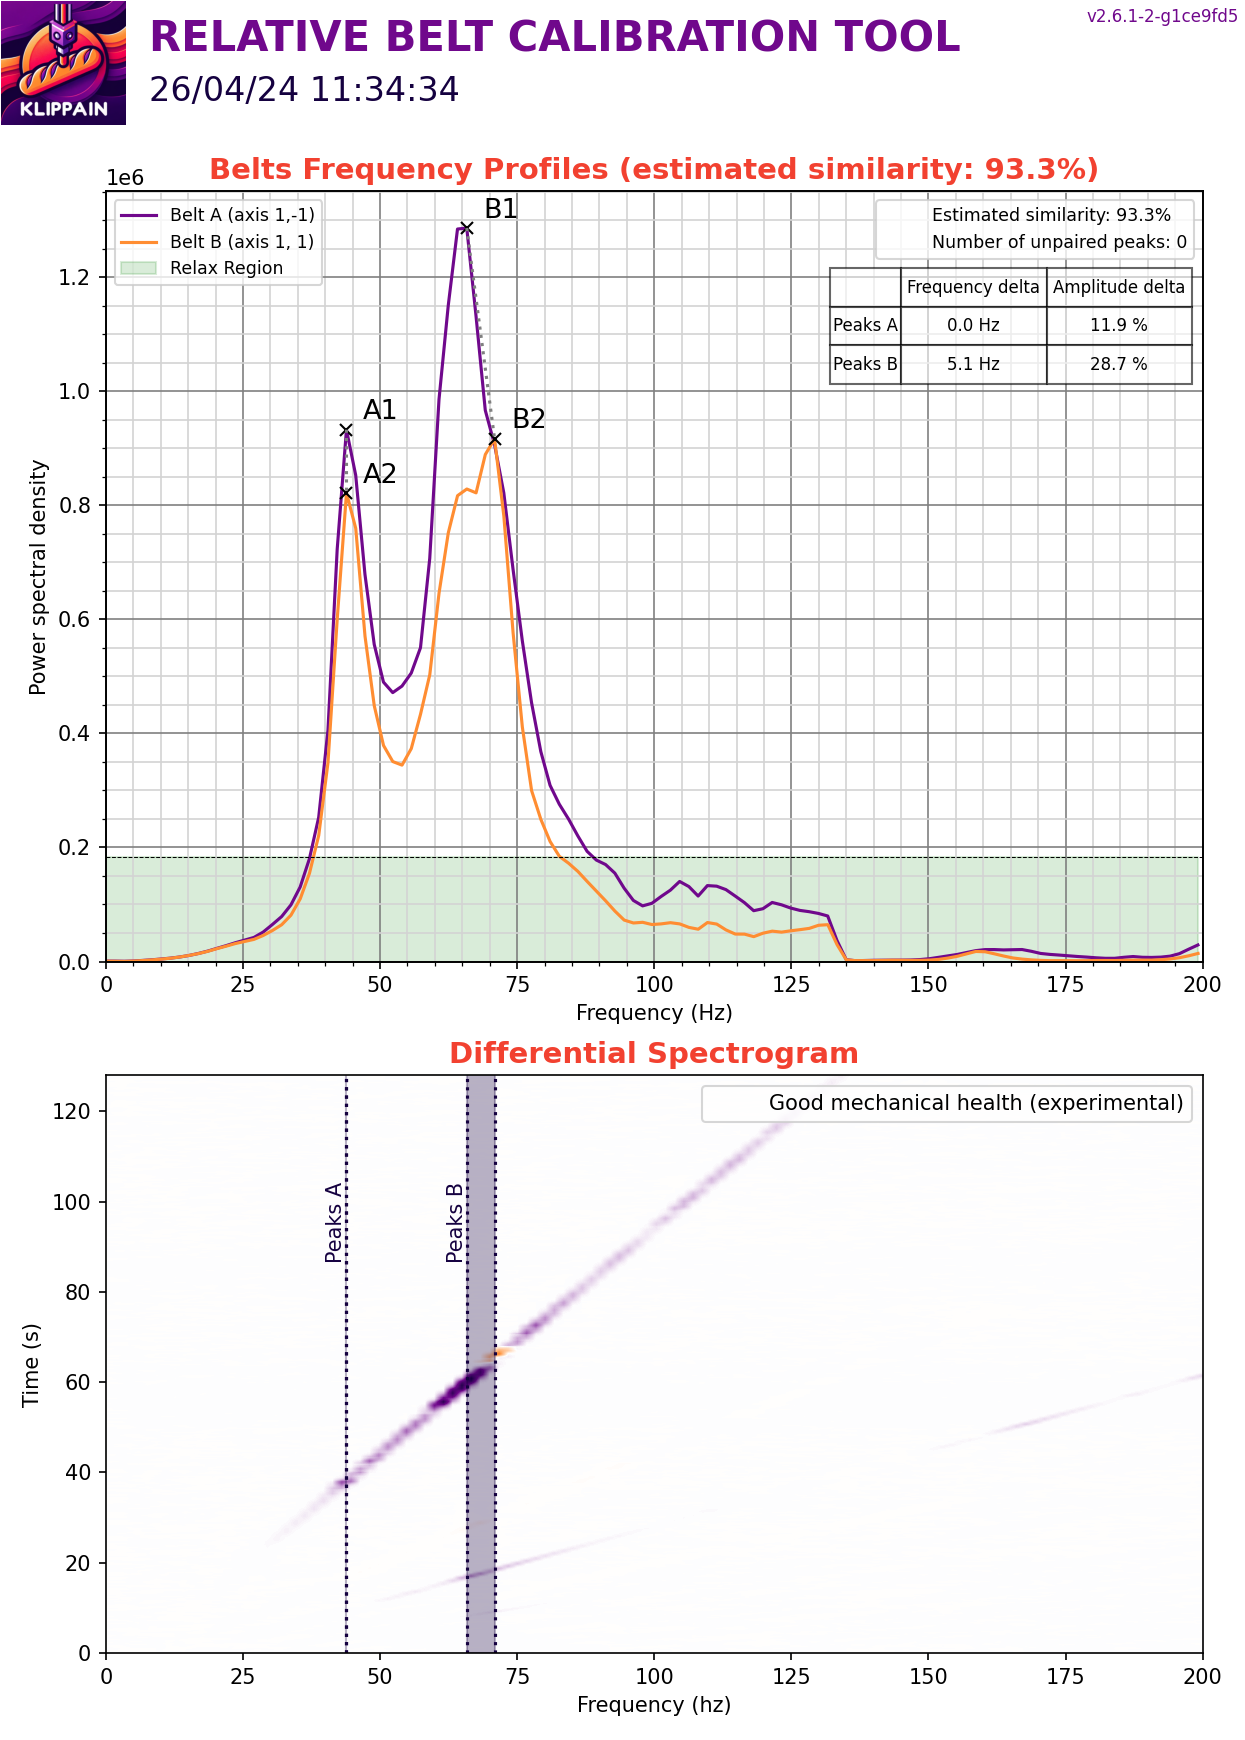 v2.6.1-2-g1ce9fd5
RELATIVE BELT CALIBRATION TOOL
26/04/24 11:34:34
KLIPPAIN
Belts Frequency Profiles (estimated similarity: 93.3%)
1e6
Belt A (axis 1,-1)
Belt B (axis 1, 1)
Relax Region
B1
Estimated similarity: 93.3%
Number of unpaired peaks: 0
Frequency delta Amplitude delta
Peaks A 0.0 Hz 11.9 %
Peaks B 5.1 Hz 28.7 %
A1
B2
A2
1.2
1.0
0.8
0.6
0.4
0.2
0.0
Power spectral density
0 25 50 75 100 125 150 175 200
Frequency (Hz)
Differential Spectrogram
Good mechanical health (experimental)
Peaks A
Peaks B
120
100
80
60
40
20
0
Time (s)
0 25 50 75 100 125 150 175 200
Frequency (hz)